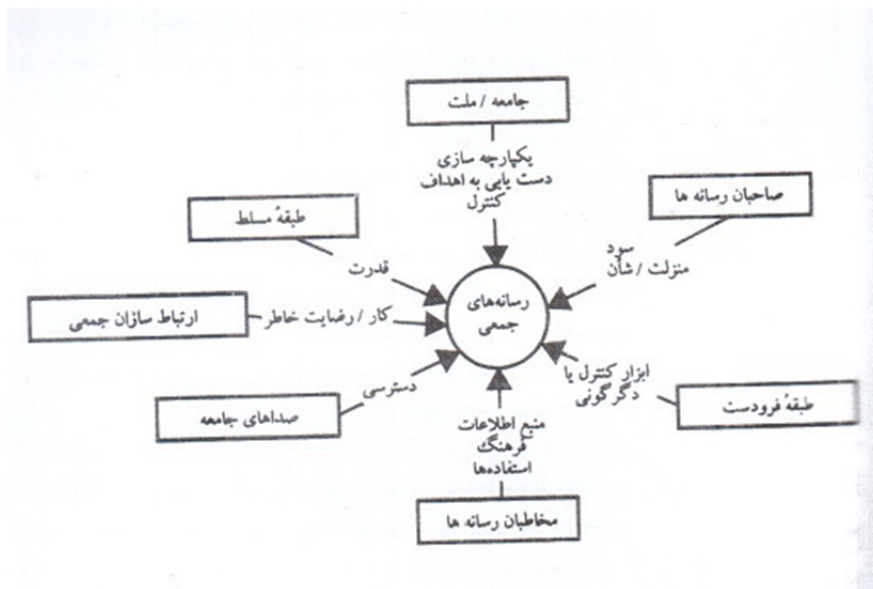 جامعه / ملت
یکپارچه سازی
دست یابی به اهداف
کنترل
صاحبان رسانه ها
سود
منزلت / شأن
طبقهٔ مسلط
قدرت
رسانه‌های
جمعی
ارتباط سازان جمعی
کار / رضایت خاطر
ابزار کنترل یا
دگرگونی
طبقهٔ فرودست
دسترسی
صداهای جامعه
منبع اطلاعات
فرهنگ
استفاده‌ها
مخاطبان رسانه ها